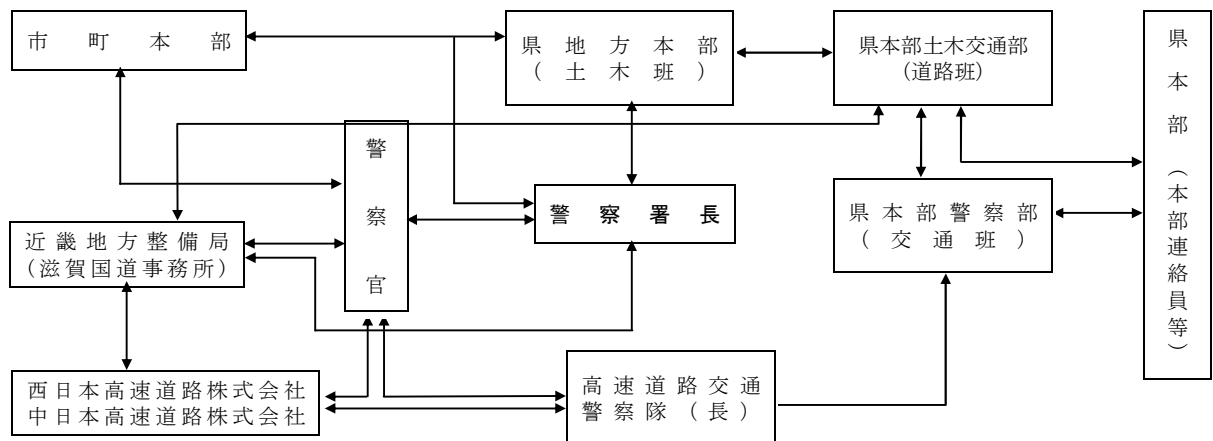 市町本部
県地方本部
(土木班)
県本部土木交通部
(道路班)
県本部(本部連絡員等)
警察官
警察署長
県本部警察部
(交通班)
近畿地方整備局
(滋賀国道事務所)
西日本高速道路株式会社
中日本高速道路株式会社
高速道路交通
警察隊(長)